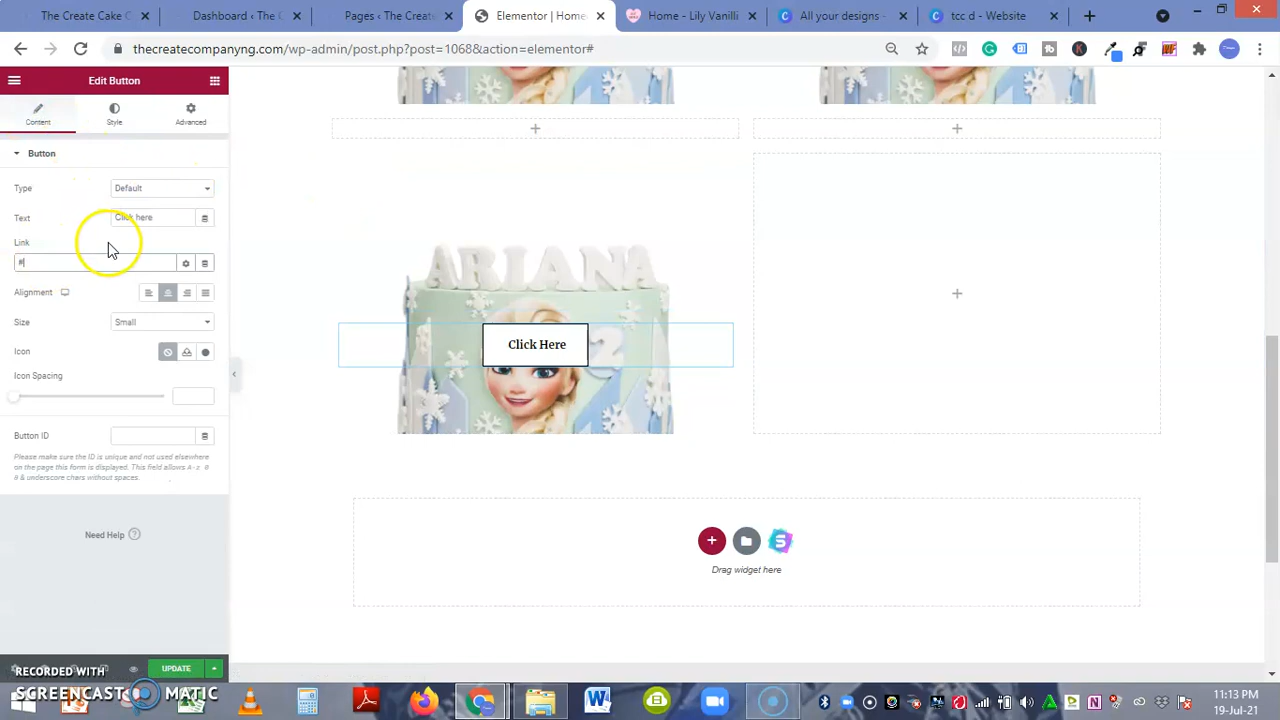 The Create Cake C
Dashboard ‹ The C
Pages ‹ The Create
Elementor | Home
Home - Lily Vanilli
All your designs -
tcc d - Website
thecreatecompanyng.com/wp-admin/post.php?post=1068&action=elementor#
Edit Button
Content
Style
Advanced
Button
Type
Default
Text
Click here
Link
#
Alignment
Size
Small
Icon
Icon Spacing
Button ID
Please make sure the ID is unique and not used elsewhere
on the page this form is displayed. This field allows A-z 0
9 & underscore chars without spaces.
Need Help
UPDATE
ARIANA
2
Click Here
Drag widget here
RECORDED WITH
SCREENCAST MATIC
11:13 PM
19-Jul-21